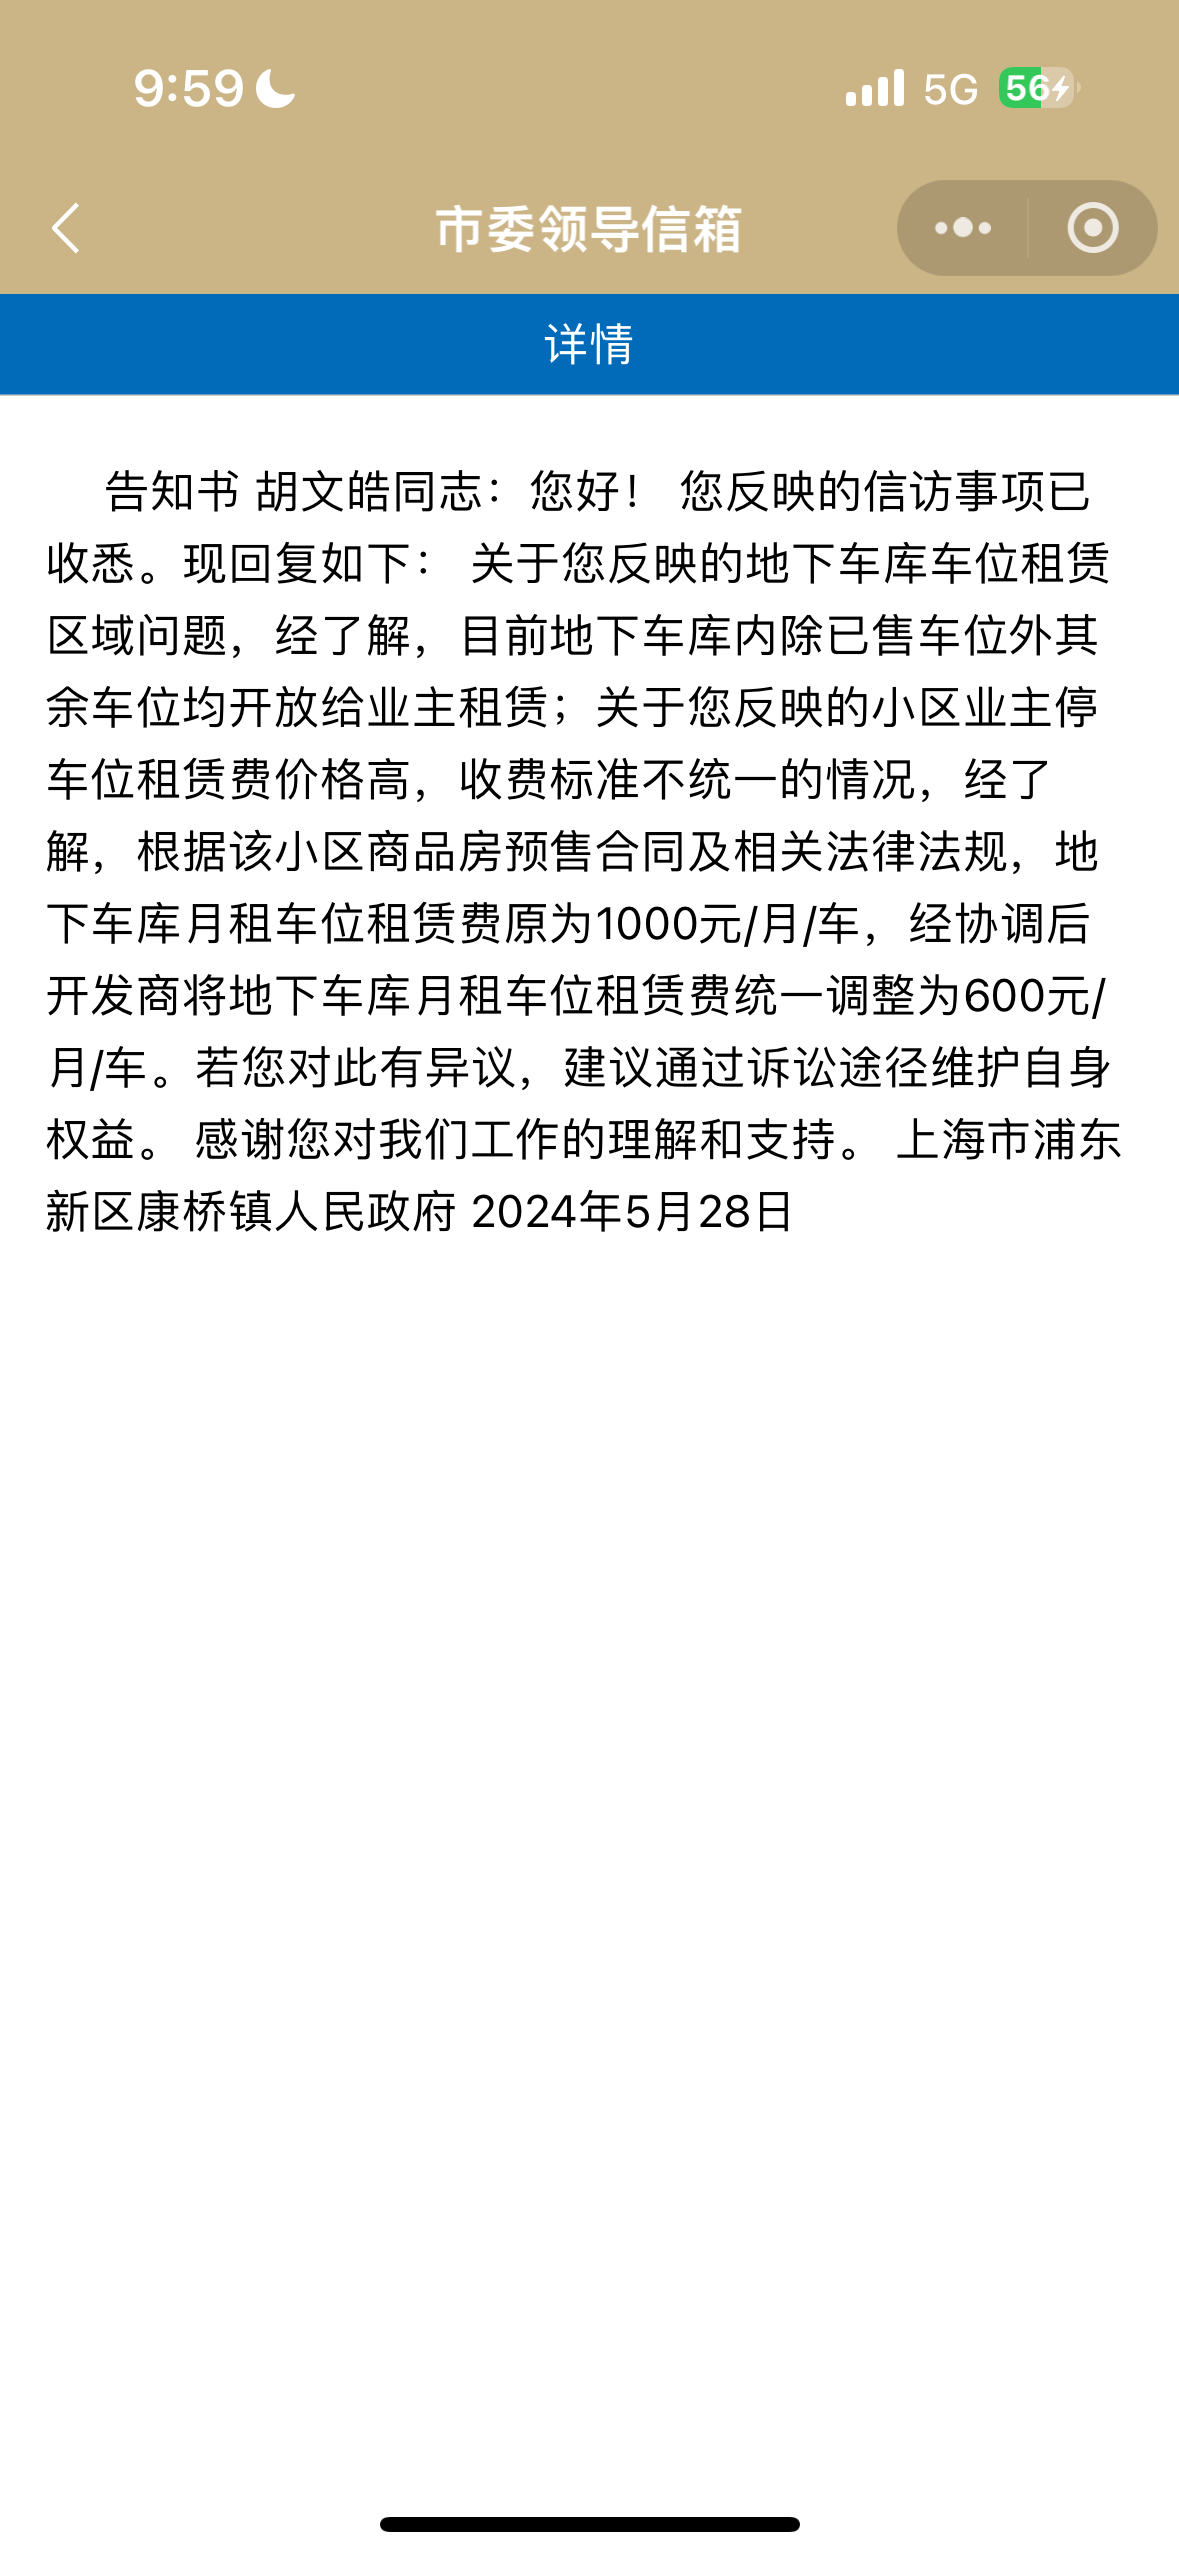 9:59
5G
56
市委领导信箱
详情
告知书 胡文皓同志：您好！ 您反映的信访事项已
收悉。现回复如下： 关于您反映的地下车库车位租赁
区域问题，经了解，目前地下车库内除已售车位外其
余车位均开放给业主租赁；关于您反映的小区业主停
车位租赁费价格高，收费标准不统一的情况，经了
解，根据该小区商品房预售合同及相关法律法规，地
下车库月租车位租赁费原为1000元/月/车，经协调后
开发商将地下车库月租车位租赁费统一调整为600元/
月/车。若您对此有异议，建议通过诉讼途径维护自身
权益。 感谢您对我们工作的理解和支持。 上海市浦东
新区康桥镇人民政府 2024年5月28日